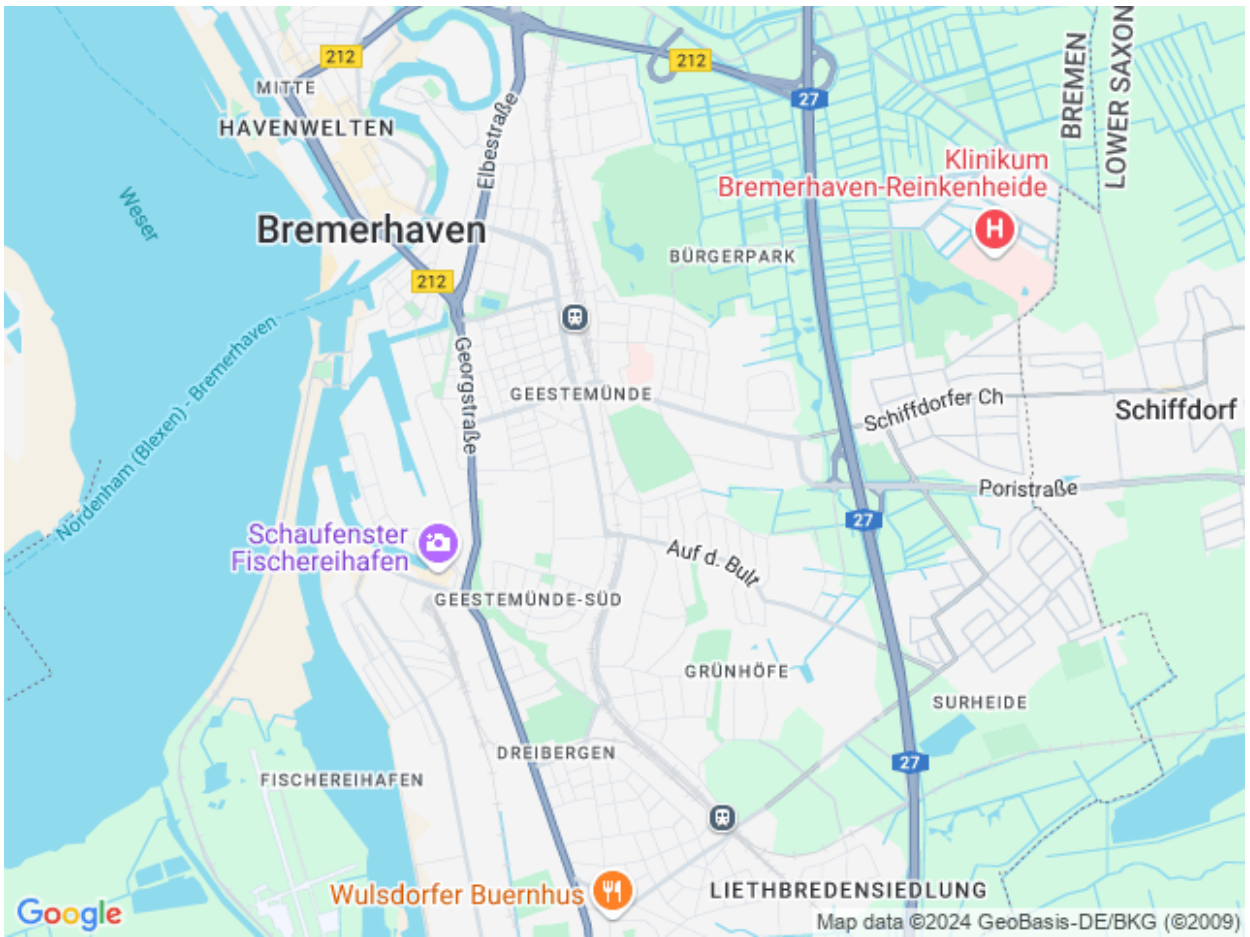 212
212
MITTE
HAVENWELTEN
27
BREMEN
LOWER SAXON
Elbestraße
Klinikum
Bremerhaven-Reinkenheide
H
Weser
Bremerhaven
BÜRGERPARK
212
Nordenham (Blexen) - Bremerhaven
Georgstraße
GEESTEMÜNDE
Schiffdorfer Ch
Schiffdorf
Poristraße
27
Schaufenster
Fischereihafen
Auf d. Bult
GEESTEMÜNDE-SÜD
GRÜNHÖFE
SURHEIDE
DREIBERGEN
27
FISCHEREIHAFEN
Wulsdorfer Buernhus
LIETHBREDENSIEDLUNG
Google
Map data ©2024 GeoBasis-DE/BKG (©2009)